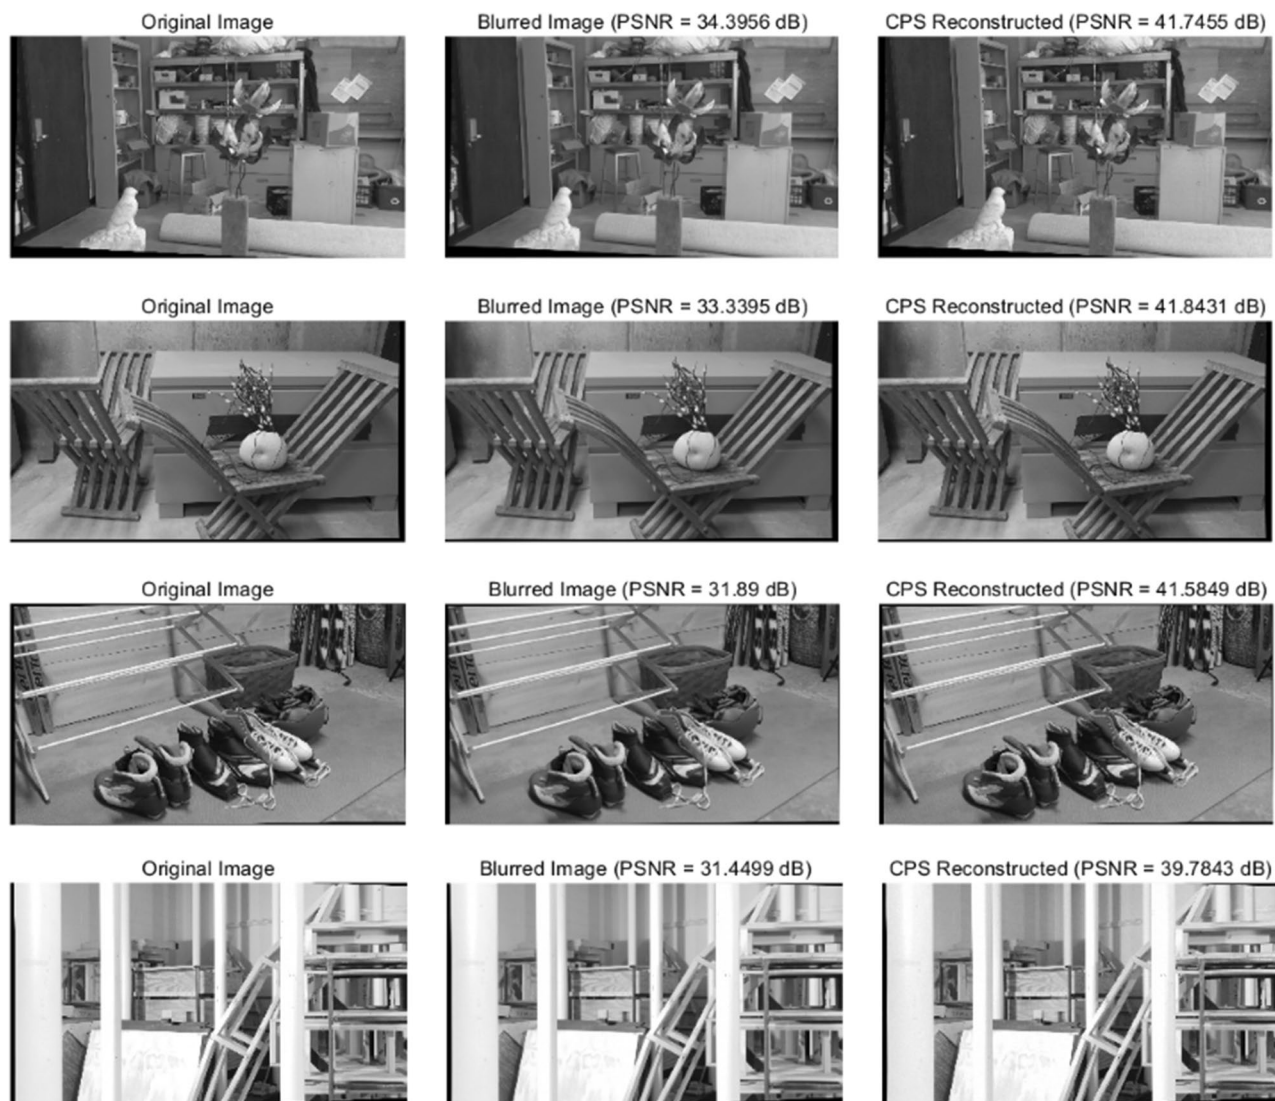 Original Image
Blurred Image (PSNR = 34.3956 dB)
CPS Reconstructed (PSNR = 41.7455 dB)
Original Image
Blurred Image (PSNR = 33.3395 dB)
CPS Reconstructed (PSNR = 41.8431 dB)
Original Image
Blurred Image (PSNR = 31.89 dB)
CPS Reconstructed (PSNR = 41.5849 dB)
Original Image
Blurred Image (PSNR = 31.4499 dB)
CPS Reconstructed (PSNR = 39.7843 dB)